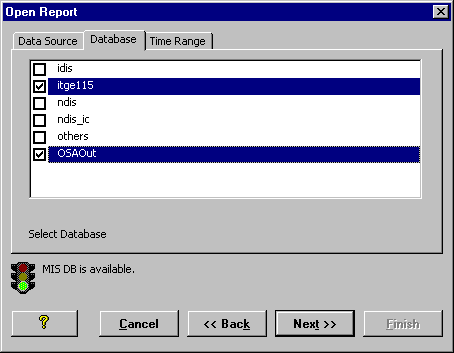 Open Report
Data Source Database Time Range
idis
itge115
ndis
ndis_ic
others
OSAOut
Select Database
MIS DB is available.
? Cancel << Back Next >> Finish